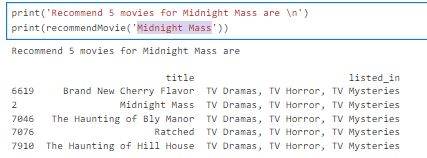 print('Recommend 5 movies for Midnight Mass are \n')
print(recommendMovie('Midnight Mass'))
Recommend 5 movies for Midnight Mass are
title listed_in
6619 Brand New Cherry Flavor TV Dramas, TV Horror, TV Mysteries
2 Midnight Mass TV Dramas, TV Horror, TV Mysteries
7046 The Haunting of Bly Manor TV Dramas, TV Horror, TV Mysteries
7076 Ratched TV Dramas, TV Horror, TV Mysteries
7910 The Haunting of Hill House TV Dramas, TV Horror, TV Mysteries